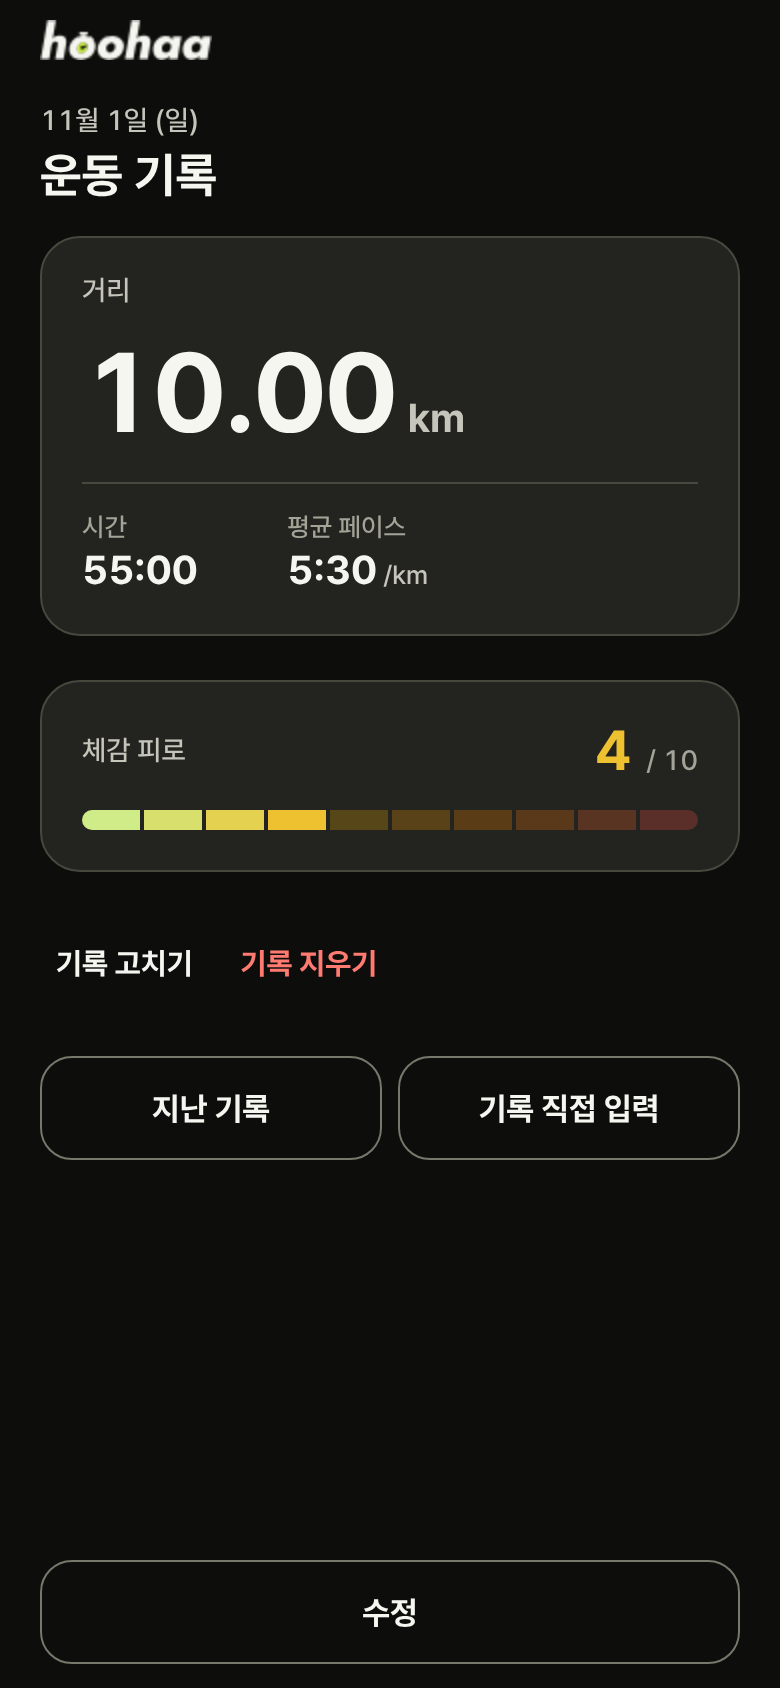 hoohaa
11월 1일 (일)
운동 기록
거리
10.00 km
시간 평균 페이스
55:00 5:30 /km
체감 피로 4 / 10
기록 고치기 기록 지우기
지난 기록 기록 직접 입력
수정